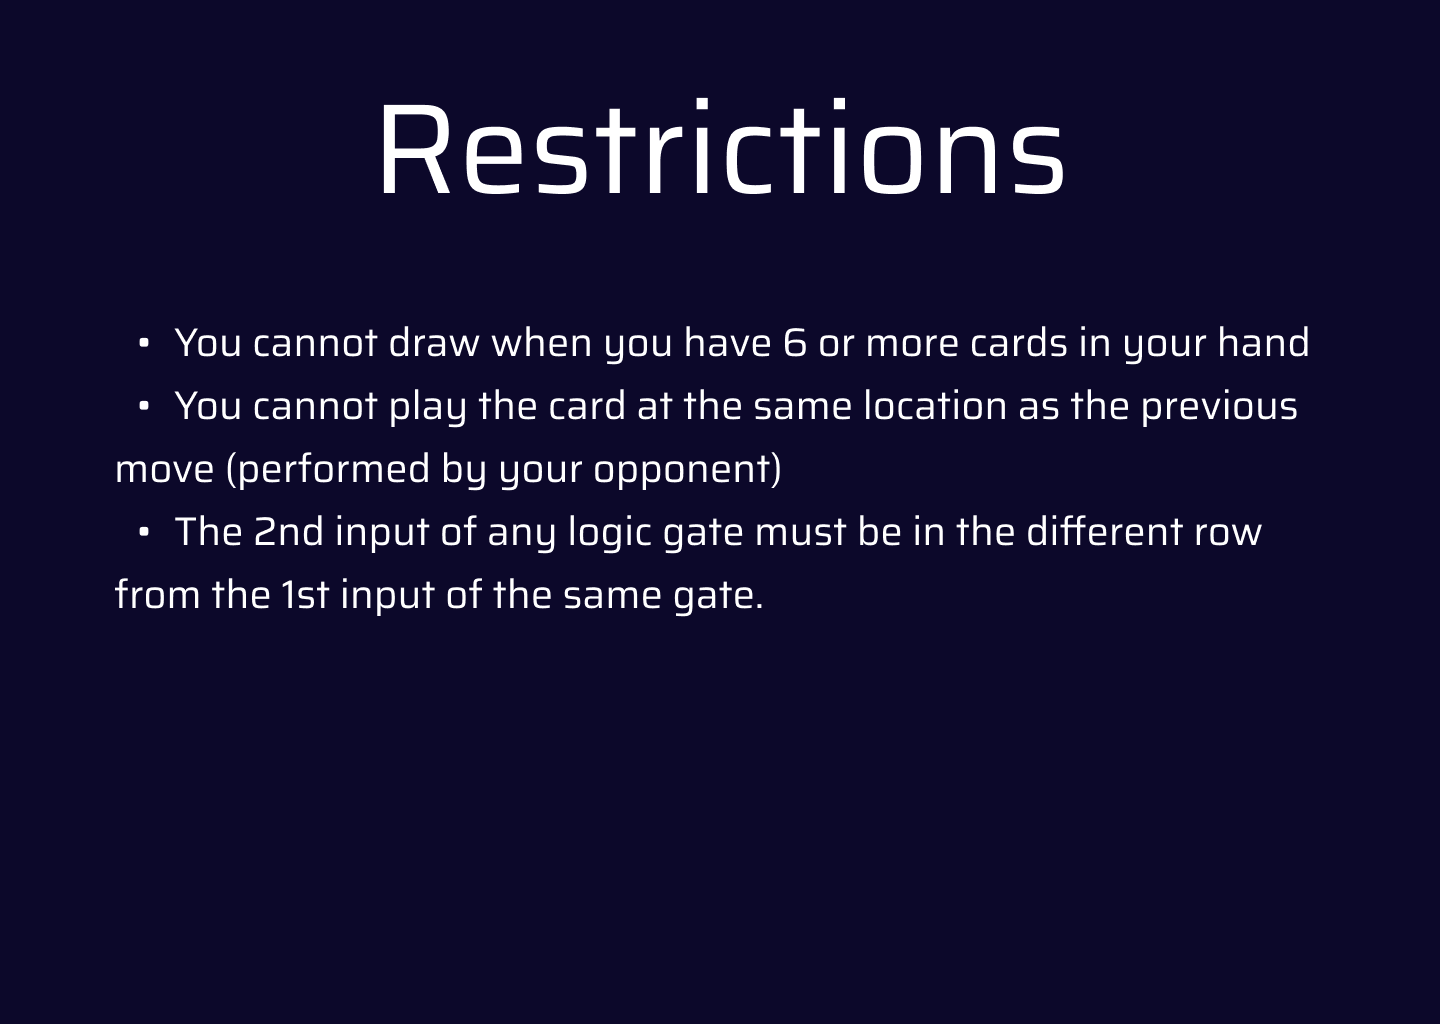 Restrictions
• You cannot draw when you have 6 or more cards in your hand
• You cannot play the card at the same location as the previous
move (performed by your opponent)
• The 2nd input of any logic gate must be in the different row
from the 1st input of the same gate.